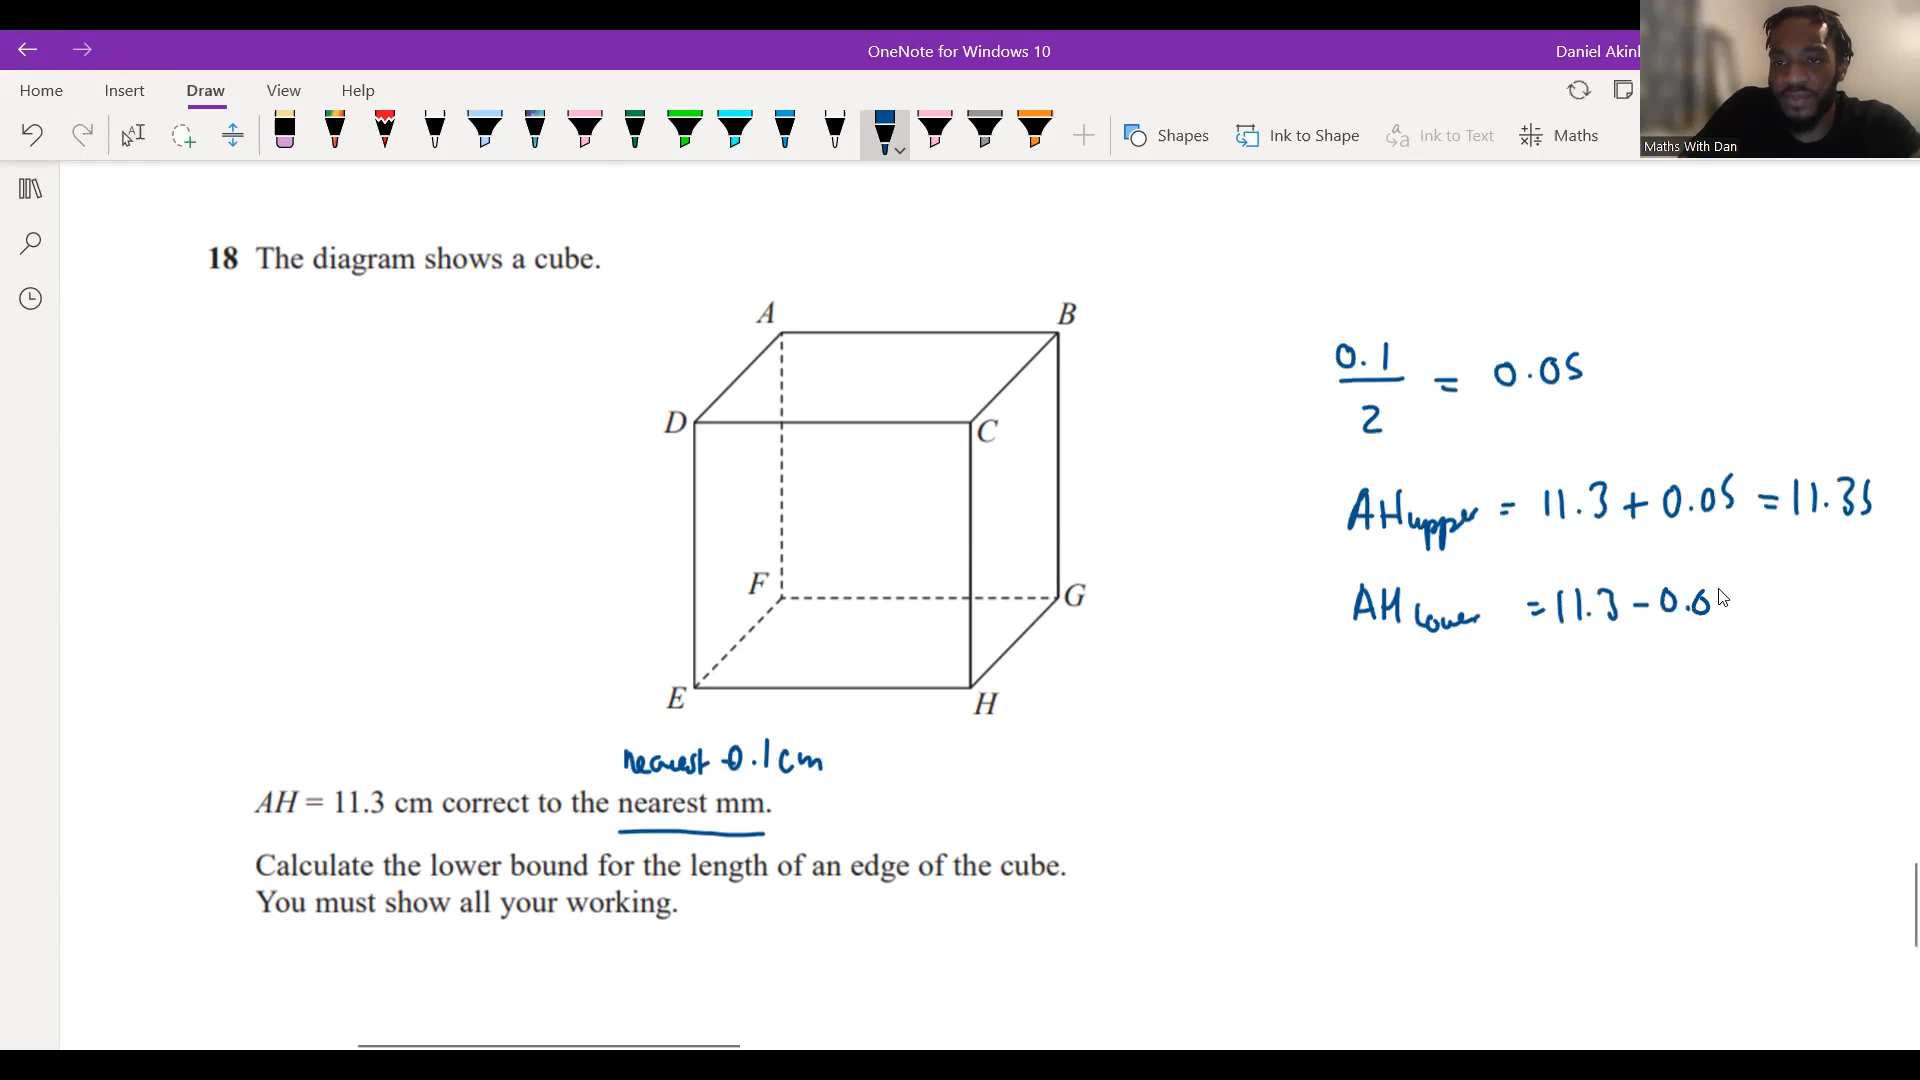 OneNote for Windows 10
Daniel Akinl
Home Insert Draw View Help
Shapes Ink to Shape Ink to Text Maths
Maths With Dan
18 The diagram shows a cube.
A B
D C
F G
E H
0.1
2
= 0.05
AH upper = 11.3 + 0.05 = 11.35
AH lower = 11.3 - 0.0
nearest 0.1cm
AH = 11.3 cm correct to the nearest mm.
Calculate the lower bound for the length of an edge of the cube.
You must show all your working.